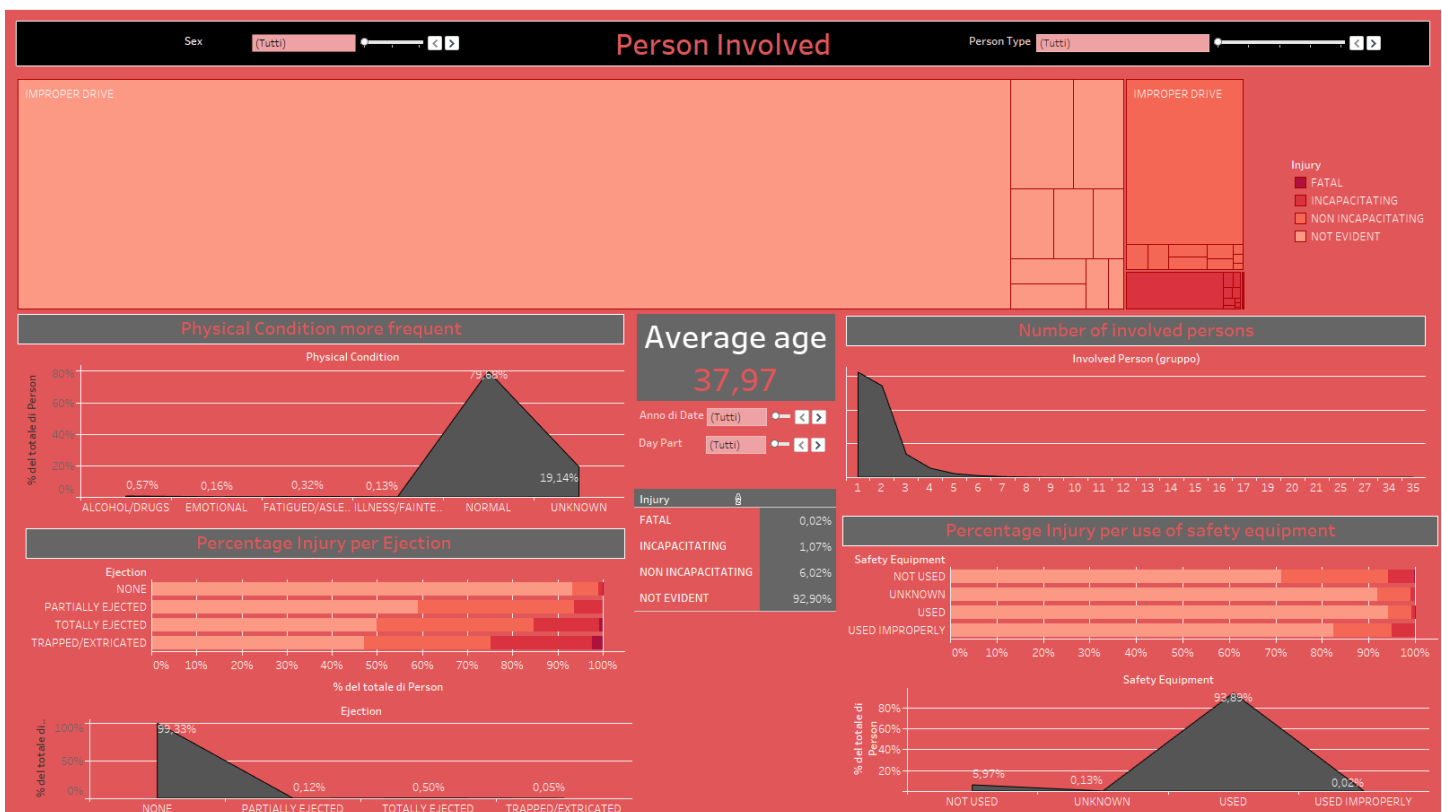 Sex (Tutti) Person Involved Person Type (Tutti)
IMPROPER DRIVE IMPROPER DRIVE
Injury
FATAL
INCAPACITATING
NON INCAPACITATING
NOT EVIDENT
Physical Condition more frequent
Physical Condition
% del totale di Person
80%
60%
40%
20%
0%
0,57% 0,16% 0,32% 0,13% 79,68% 19,14%
ALCOHOL/DRUGS EMOTIONAL FATIGUED/ASLE.. ILLNESS/FAINTE.. NORMAL UNKNOWN
Average age
37,97
Anno di Date (Tutti)
Day Part (Tutti)
Number of involved persons
Involved Person (gruppo)
1 2 3 4 5 6 7 8 9 10 11 12 13 14 15 16 17 19 20 21 25 27 34 35
Injury
FATAL 0,02%
INCAPACITATING 1,07%
NON INCAPACITATING 6,02%
NOT EVIDENT 92,90%
Percentage Injury per Ejection
Ejection
NONE
PARTIALLY EJECTED
TOTALLY EJECTED
TRAPPED/EXTRICATED
0% 10% 20% 30% 40% 50% 60% 70% 80% 90% 100%
% del totale di Person
Ejection
% del totale di..
100%
50%
0%
99,33% 0,12% 0,50% 0,05%
NONE PARTIALLY EJECTED TOTALLY EJECTED TRAPPED/EXTRICATED
Percentage Injury per use of safety equipment
Safety Equipment
NOT USED
UNKNOWN
USED
USED IMPROPERLY
0% 10% 20% 30% 40% 50% 60% 70% 80% 90% 100%
Safety Equipment
% del totale di
Person
80%
60%
40%
20%
5,97% 0,13% 93,89% 0,02%
NOT USED UNKNOWN USED USED IMPROPERLY